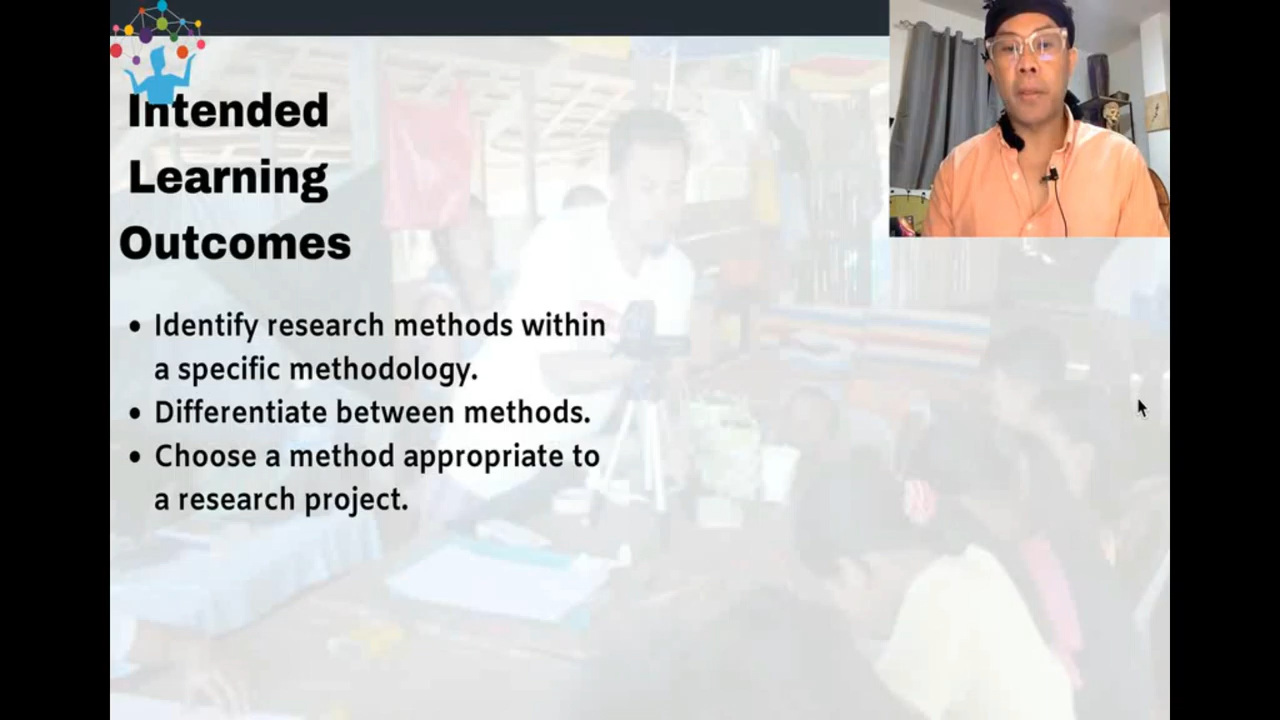 Intended
Learning
Outcomes
• Identify research methods within
a specific methodology.
• Differentiate between methods.
• Choose a method appropriate to
a research project.